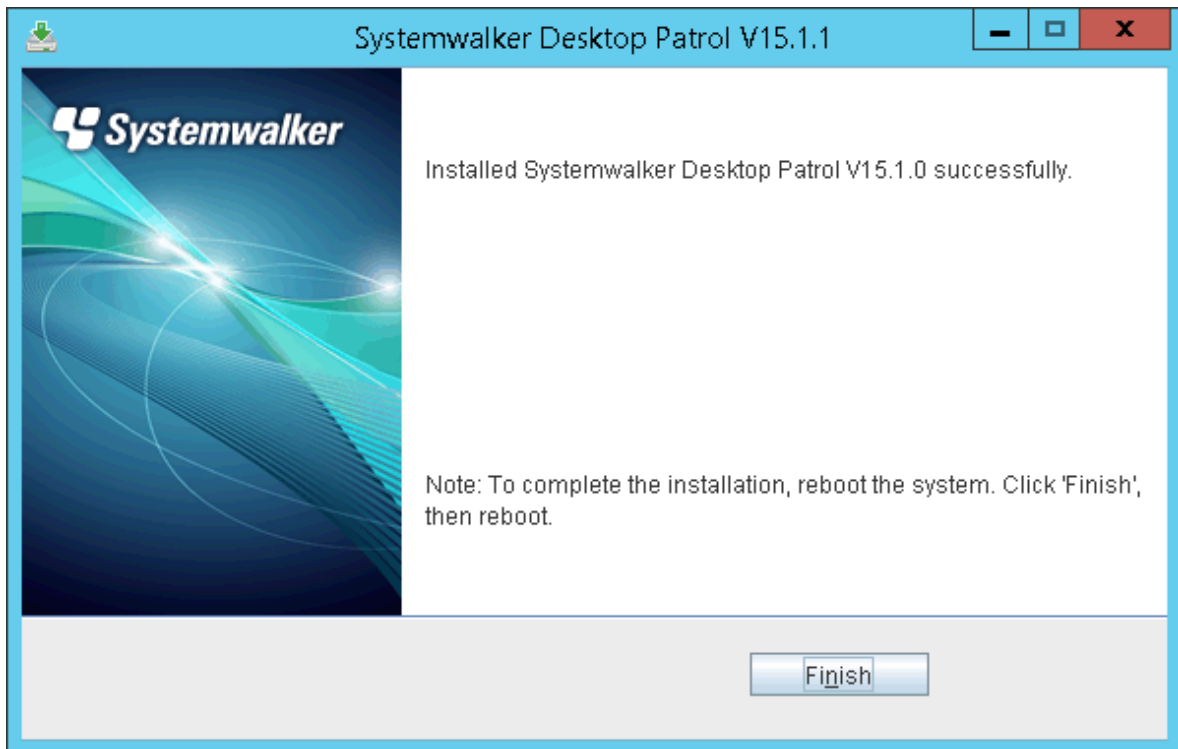 Systemwalker Desktop Patrol V15.1.1
Systemwalker
Installed Systemwalker Desktop Patrol V15.1.0 successfully.
Note: To complete the installation, reboot the system. Click 'Finish',
then reboot.
Finish